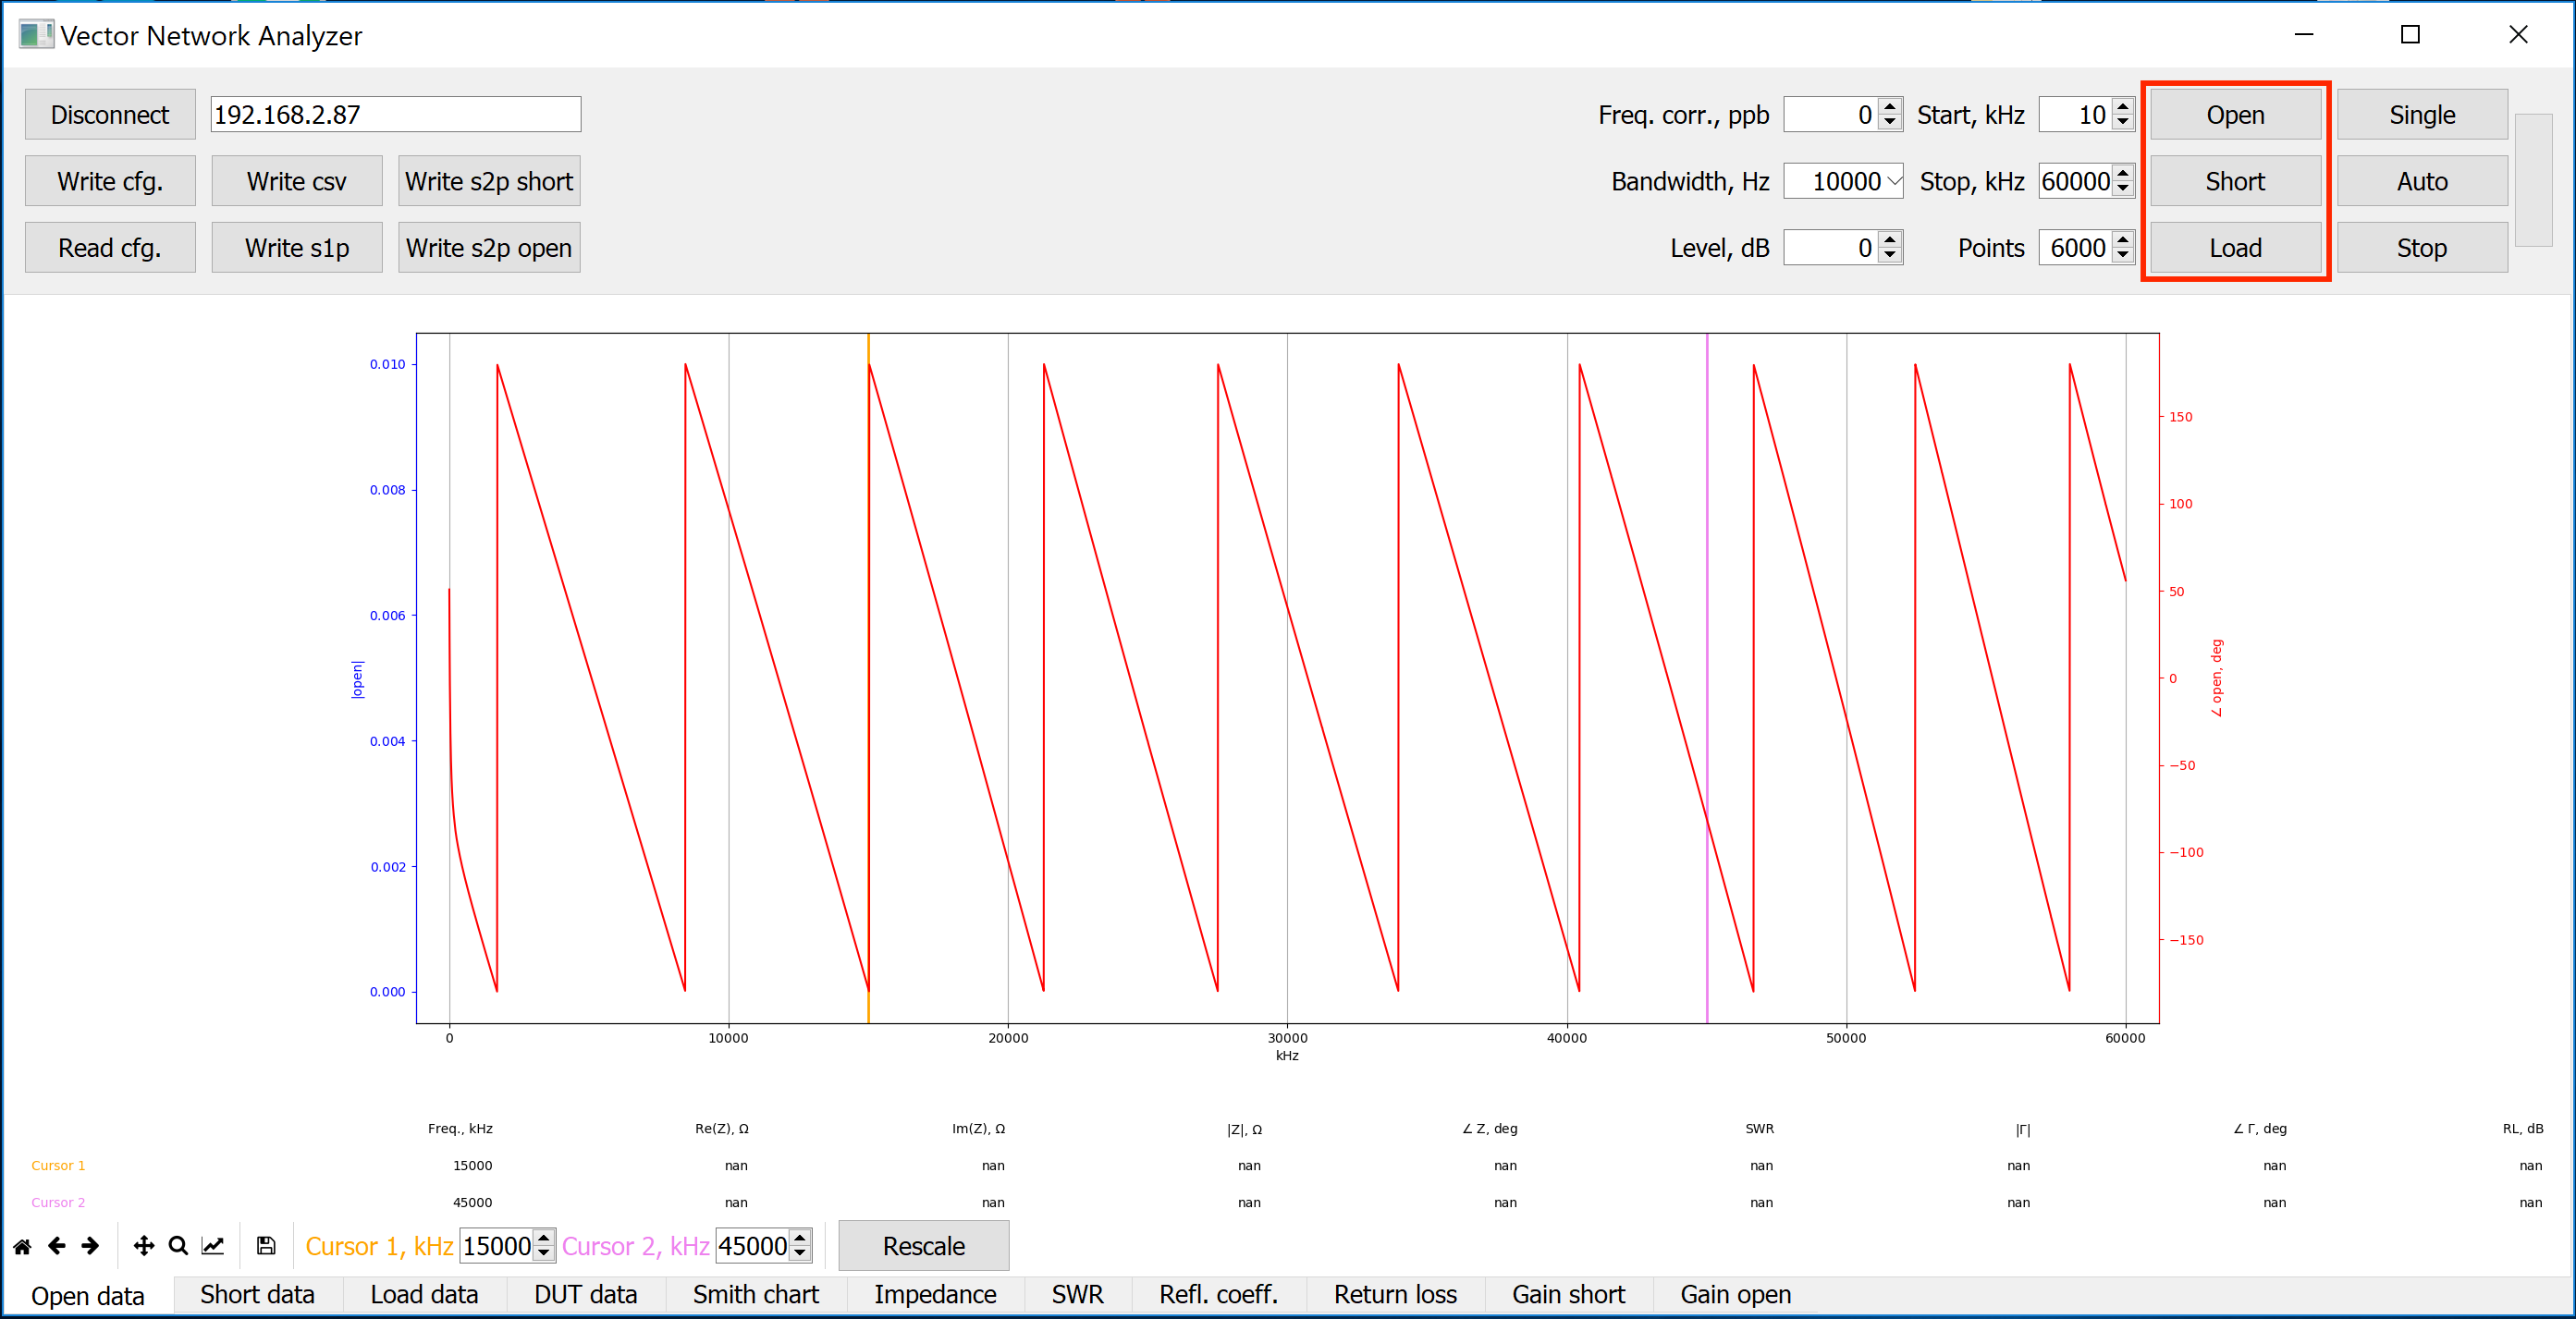 Vector Network Analyzer
Disconnect 192.168.2.87 Freq. corr., ppb 0 Start, kHz 10 Open Single
Write cfg. Write csv Write s2p short Bandwidth, Hz 10000 Stop, kHz 60000 Short Auto
Read cfg. Write s1p Write s2p open Level, dB 0 Points 6000 Load Stop
0.010
150
0.008
100
0.006
50
|open|
0
∠ open, deg
0.004
−50
0.002
−100
−150
0.000
0 10000 20000 30000 40000 50000 60000
kHz
Freq., kHz Re(Z), Ω Im(Z), Ω |Z|, Ω ∠ Z, deg SWR |Γ| ∠ Γ, deg RL, dB
Cursor 1 15000 nan nan nan nan nan nan nan nan
Cursor 2 45000 nan nan nan nan nan nan nan nan
Cursor 1, kHz 15000 Cursor 2, kHz 45000 Rescale
Open data Short data Load data DUT data Smith chart Impedance SWR Refl. coeff. Return loss Gain short Gain open